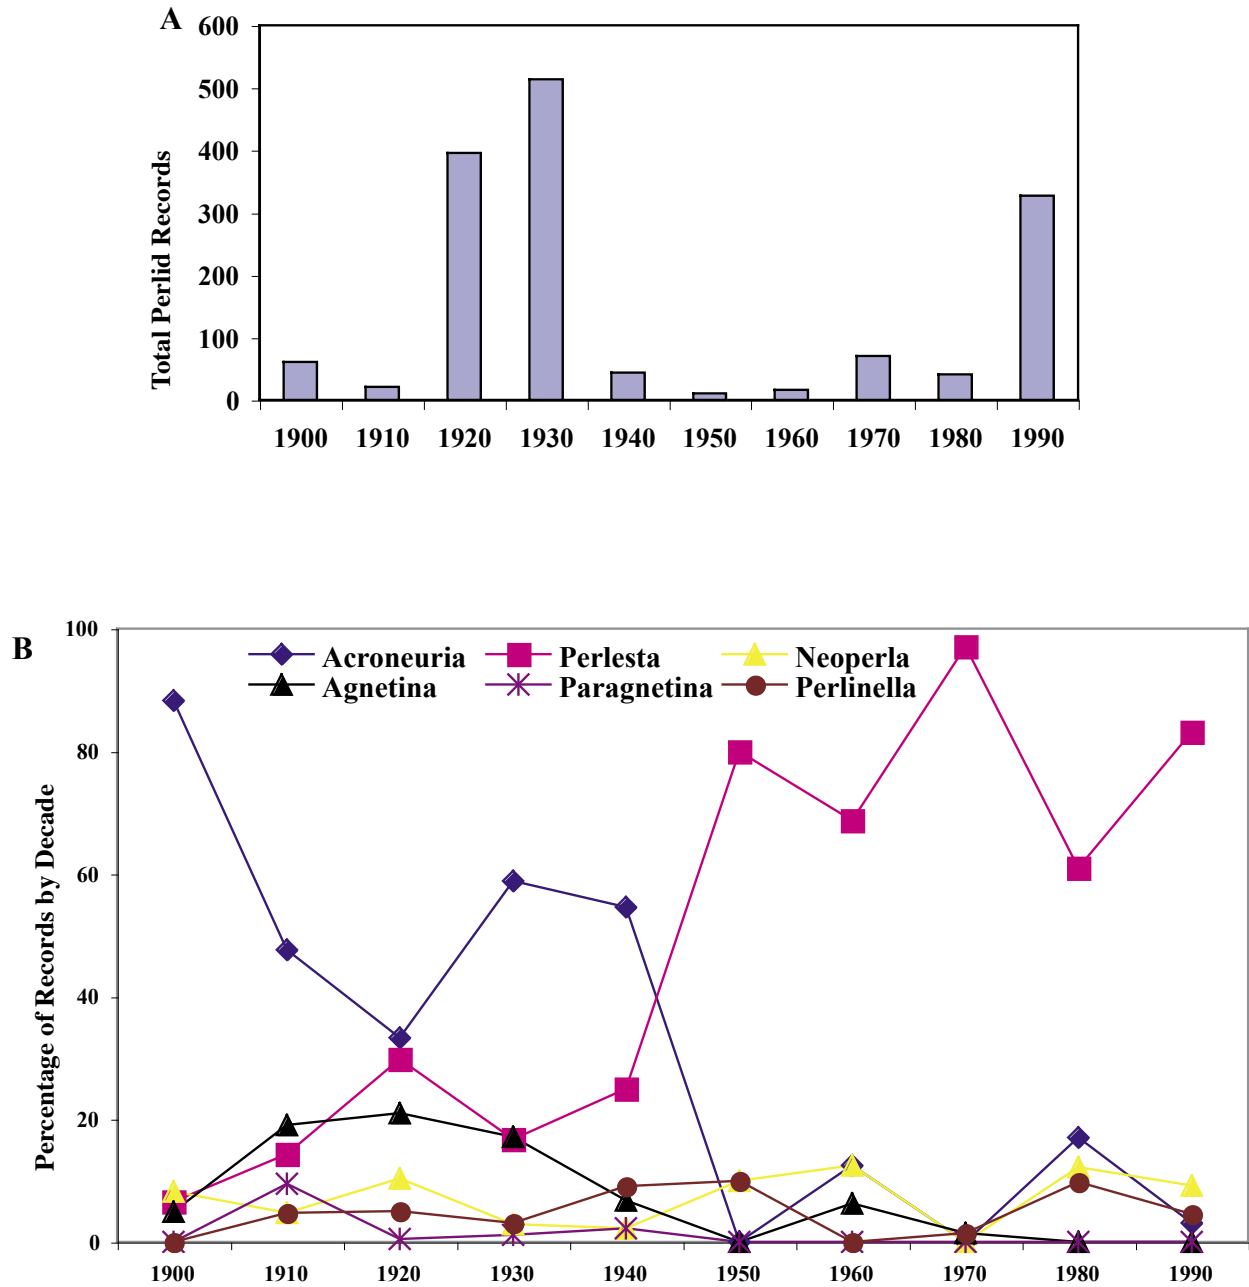 A
600
500
400
300
200
100
0
Total Perlid Records
1900 1910 1920 1930 1940 1950 1960 1970 1980 1990
B
100
80
60
40
20
0
Percentage of Records by Decade
Acroneuria Perlesta Neoperla
Agnetina Paragnetina Perlinella
1900 1910 1920 1930 1940 1950 1960 1970 1980 1990